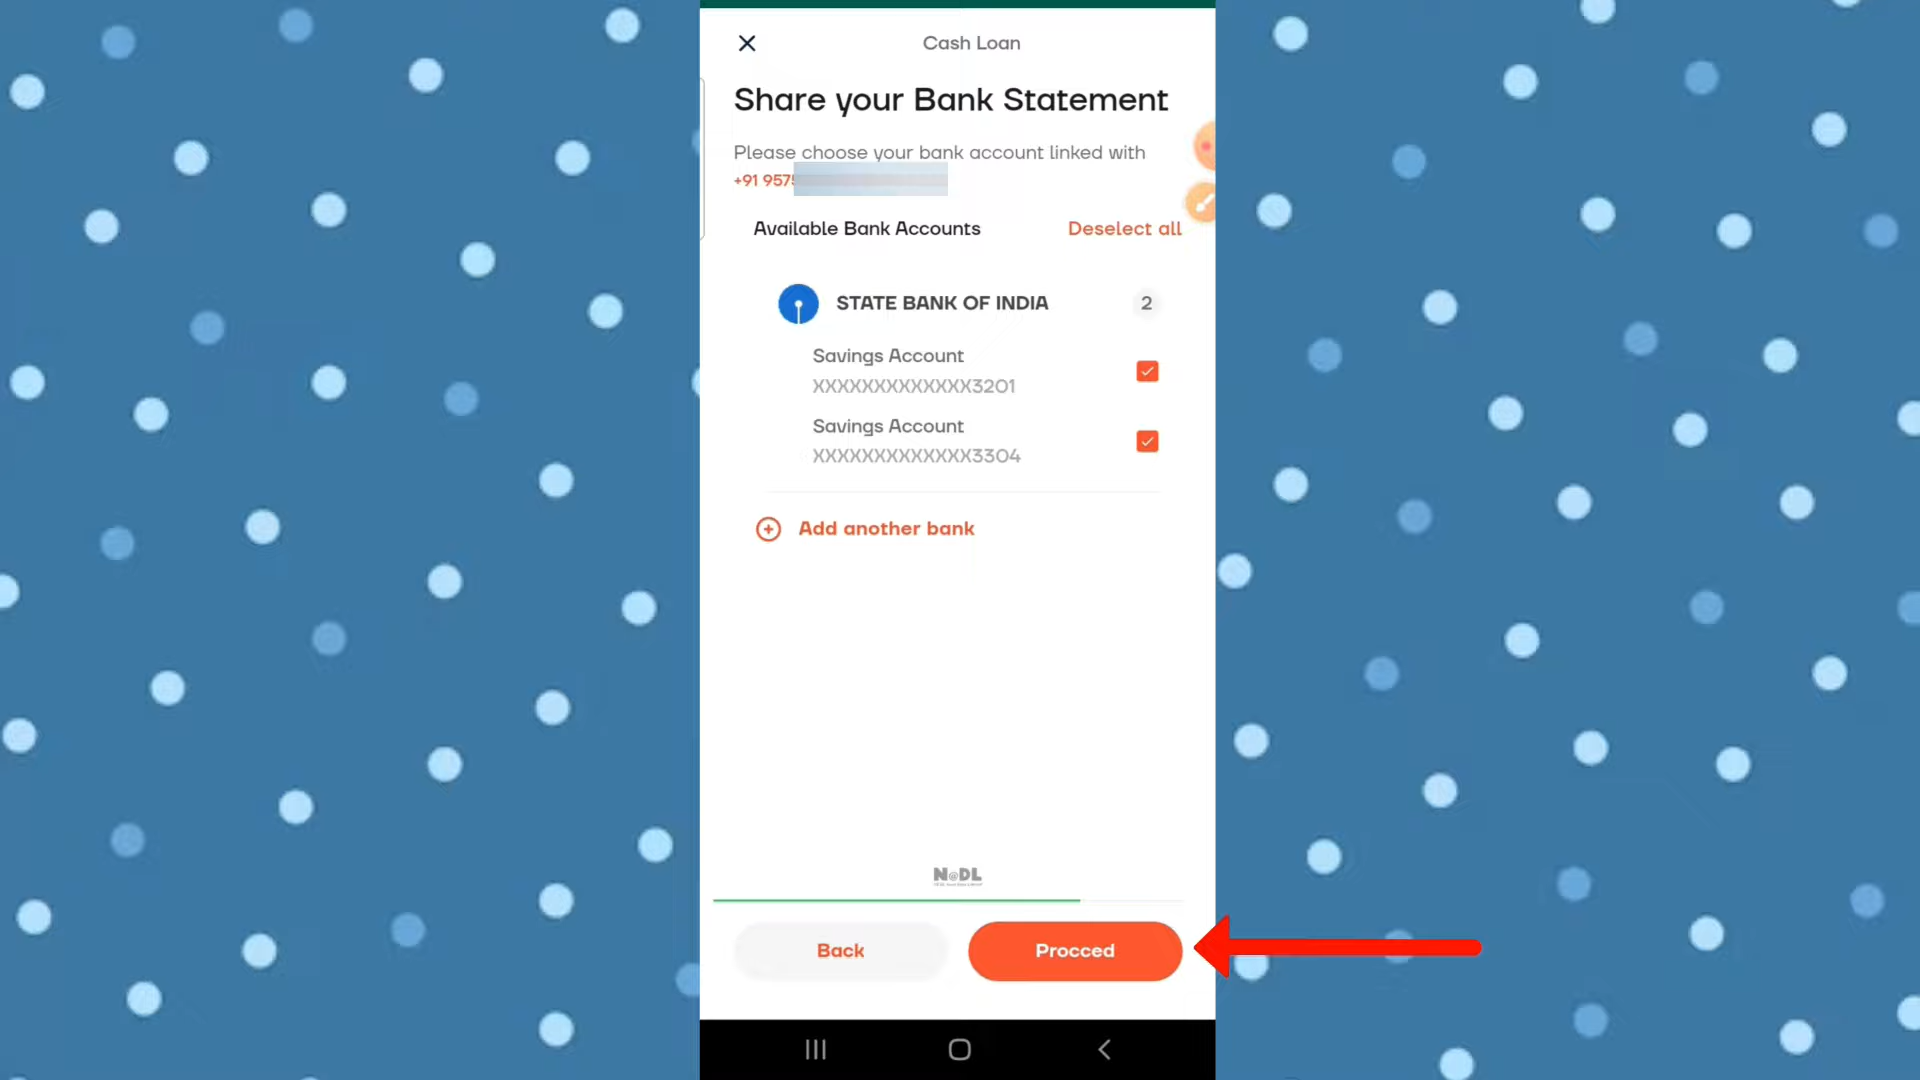 Cash Loan
Share your Bank Statement
Please choose your bank account linked with
+91 957
Available Bank Accounts
Deselect all
STATE BANK OF INDIA
2
Savings Account
XXXXXXXXXXXXX3201
Savings Account
XXXXXXXXXXXXX3304
Add another bank
N@DL
Back
Procced